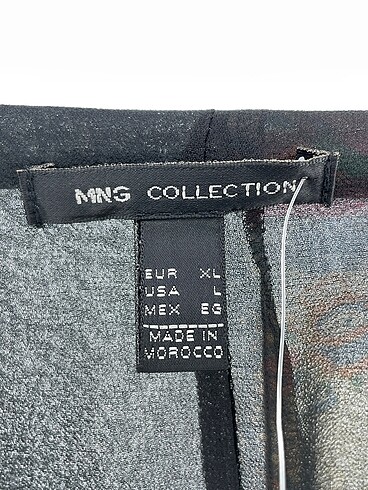 MNG COLLECTION
EUR XL
USA L
MEX EG
MADE IN
MOROCCO